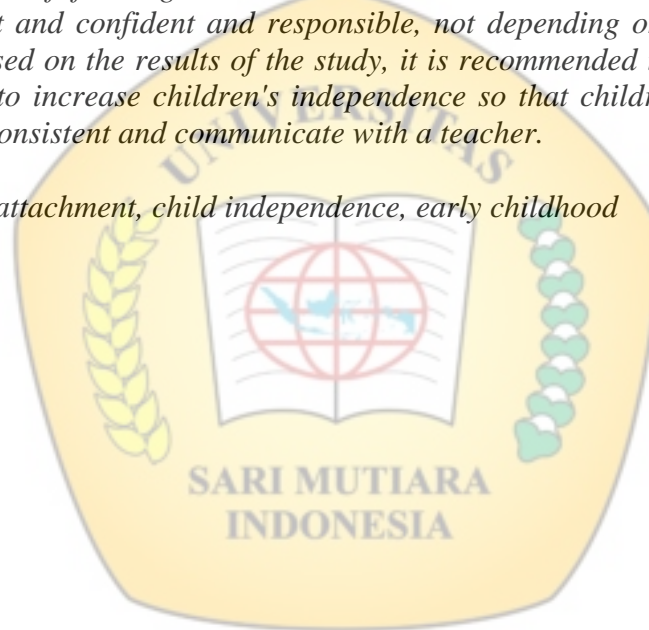 t and confident and responsible, not depending o
sed on the results of the study, it is recommended
to increase children's independence so that childr
onsistent and communicate with a teacher.
attachment, child independence, early childhood
UNIVERSITAS
SARI MUTIARA
INDONESIA